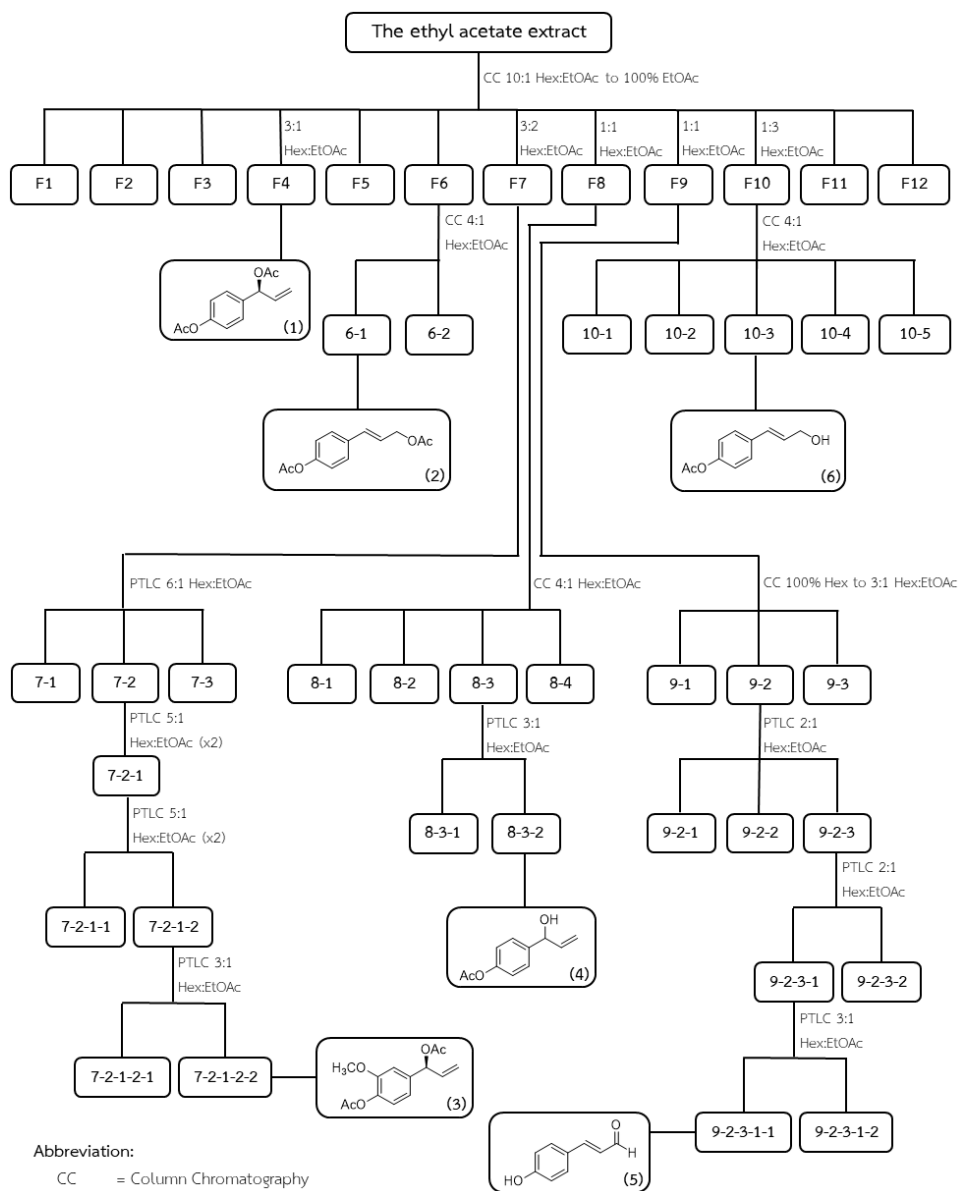 The ethyl acetate extract
CC 10:1 Hex:EtOAc to 100% EtOAc
3:1
Hex:EtOAc
3:2
Hex:EtOAc
1:1
Hex:EtOAc
1:1
Hex:EtOAc
1:3
Hex:EtOAc
F1 F2 F3 F4 F5 F6 F7 F8 F9 F10 F11 F12
CC 4:1
Hex:EtOAc
CC 4:1
Hex:EtOAc
OAc
AcO
(1)
6-1 6-2
10-1 10-2 10-3 10-4 10-5
OAc
AcO
(2)
OH
AcO
(6)
PTLC 6:1 Hex:EtOAc
CC 4:1 Hex:EtOAc
CC 100% Hex to 3:1 Hex:EtOAc
7-1 7-2 7-3
8-1 8-2 8-3 8-4
9-1 9-2 9-3
PTLC 5:1
Hex:EtOAc (x2)
PTLC 3:1
Hex:EtOAc
PTLC 2:1
Hex:EtOAc
7-2-1
PTLC 5:1
Hex:EtOAc (x2)
8-3-1 8-3-2
9-2-1 9-2-2 9-2-3
PTLC 2:1
Hex:EtOAc
7-2-1-1 7-2-1-2
OH
AcO
(4)
PTLC 3:1
Hex:EtOAc
9-2-3-1 9-2-3-2
PTLC 3:1
Hex:EtOAc
7-2-1-2-1 7-2-1-2-2
OAc
H3CO
AcO
(3)
9-2-3-1-1 9-2-3-1-2
O
H
HO
(5)
Abbreviation:
CC = Column Chromatography